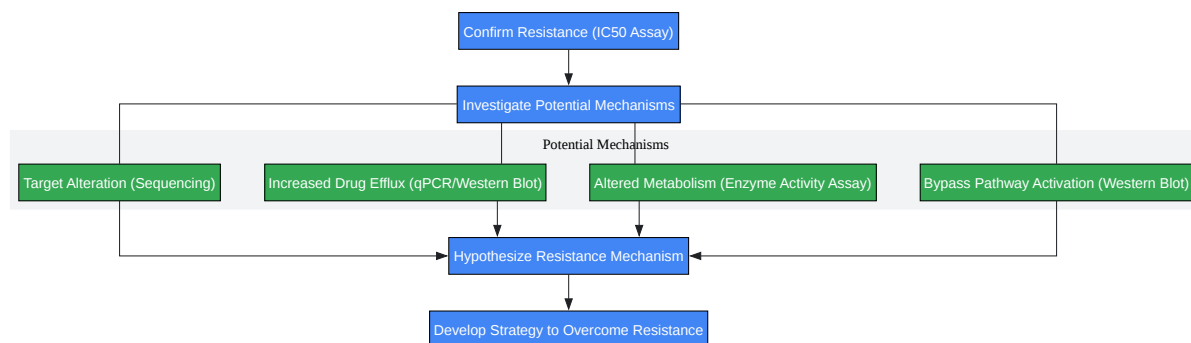 Confirm Resistance (IC50 Assay)
Investigate Potential Mechanisms
Potential Mechanisms
Target Alteration (Sequencing)
Increased Drug Efflux (qPCR/Western Blot)
Altered Metabolism (Enzyme Activity Assay)
Bypass Pathway Activation (Western Blot)
Hypothesize Resistance Mechanism
Develop Strategy to Overcome Resistance